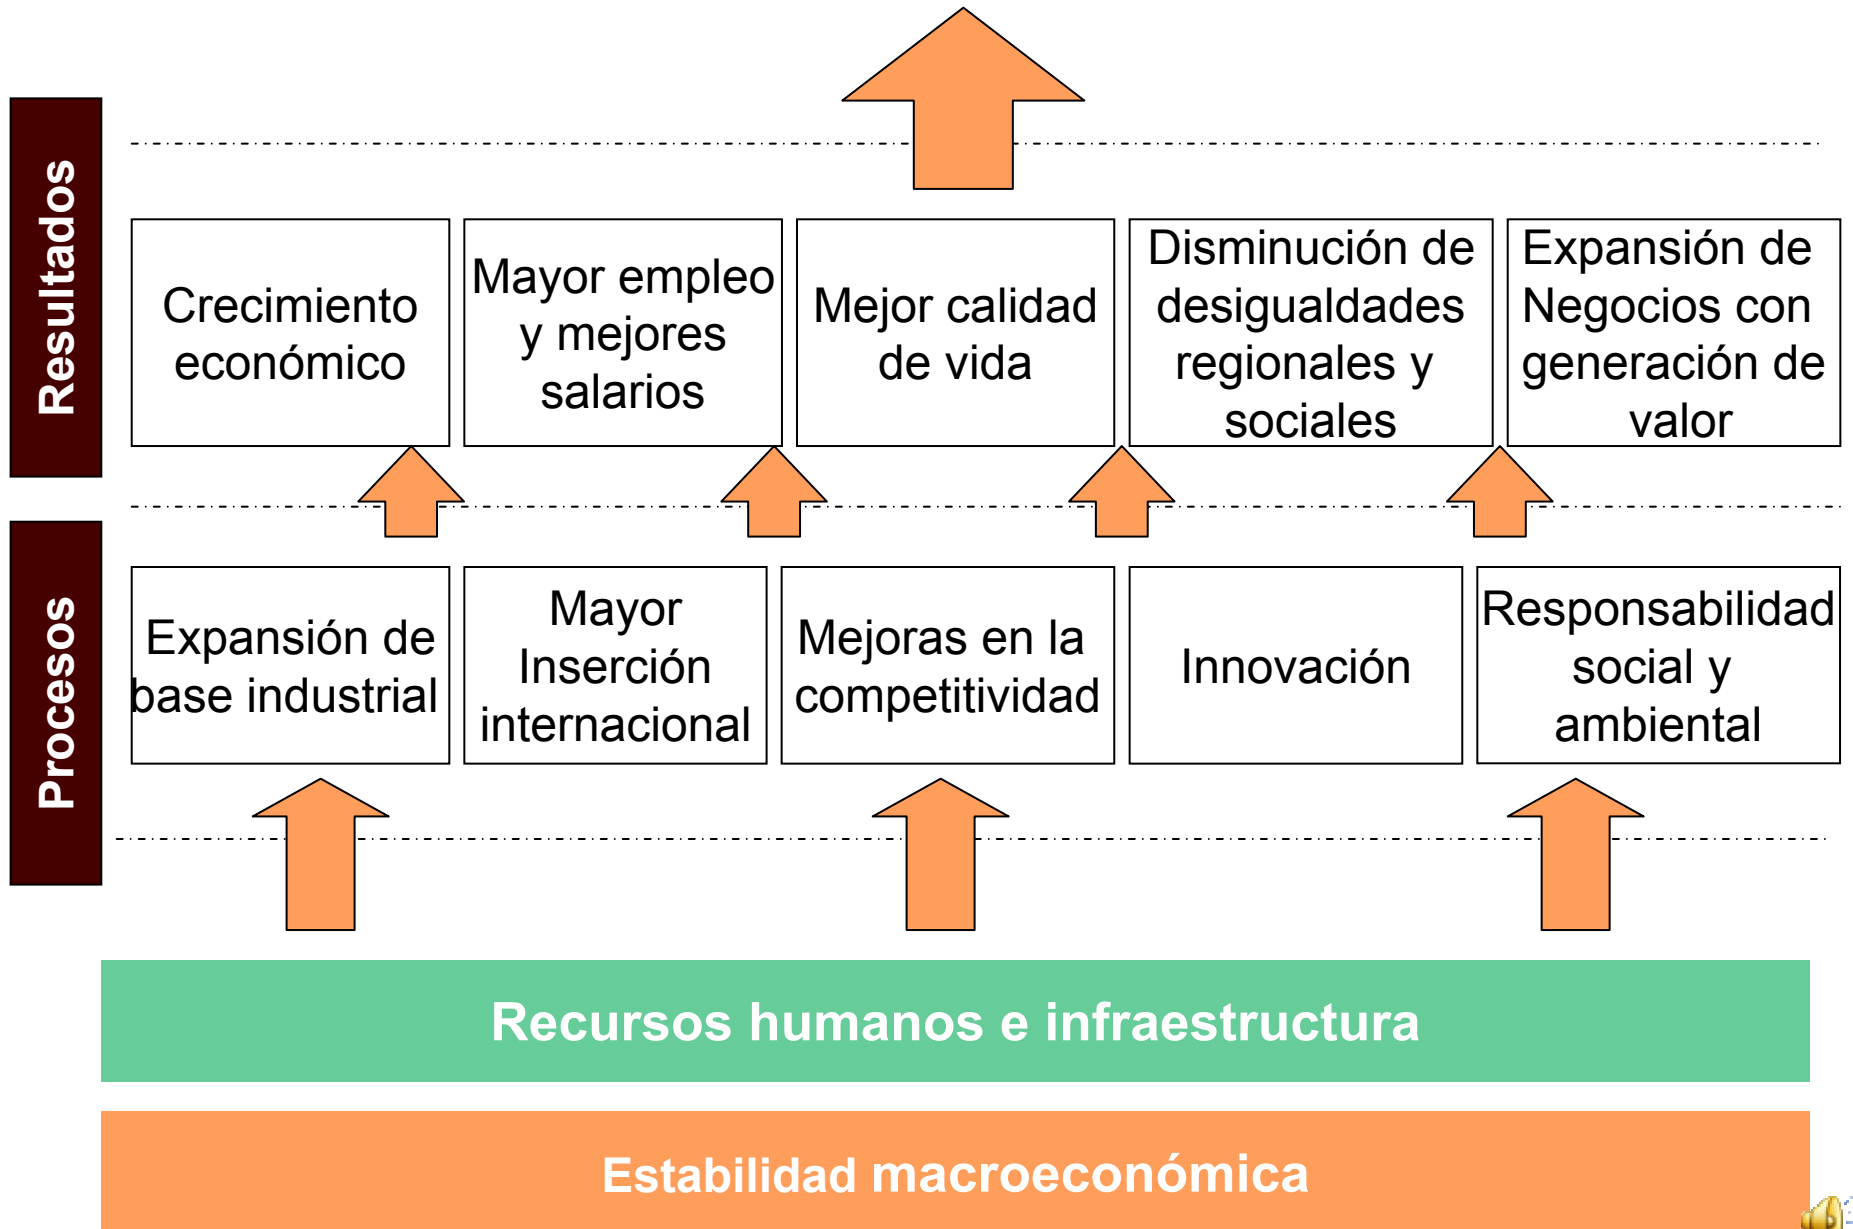 Resultados
Crecimiento
económico
Mayor empleo
y mejores
salarios
Mejor calidad
de vida
Disminución de
desigualdades
regionales y
sociales
Expansión de
Negocios con
generación de
valor
Procesos
Expansión de
base industrial
Mayor
Inserción
internacional
Mejoras en la
competitividad
Innovación
Responsabilidad
social y
ambiental
Recursos humanos e infraestructura
Estabilidad macroeconómica